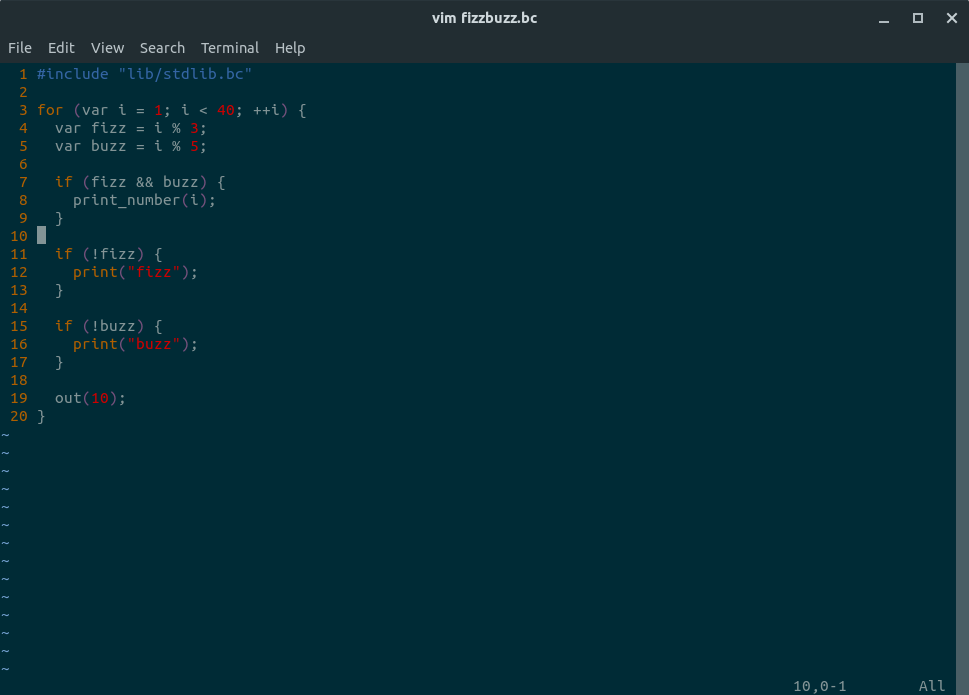 vim fizzbuzz.bc
File Edit View Search Terminal Help
1 #include "lib/stdlib.bc"
2
3 for (var i = 1; i < 40; ++i) {
4   var fizz = i % 3;
5   var buzz = i % 5;
6
7   if (fizz && buzz) {
8     print_number(i);
9   }
10
11   if (!fizz) {
12     print("fizz");
13   }
14
15   if (!buzz) {
16     print("buzz");
17   }
18
19   out(10);
20 }
~
~
~
~
~
~
~
~
~
~
~
~
~
~
10,0-1 All